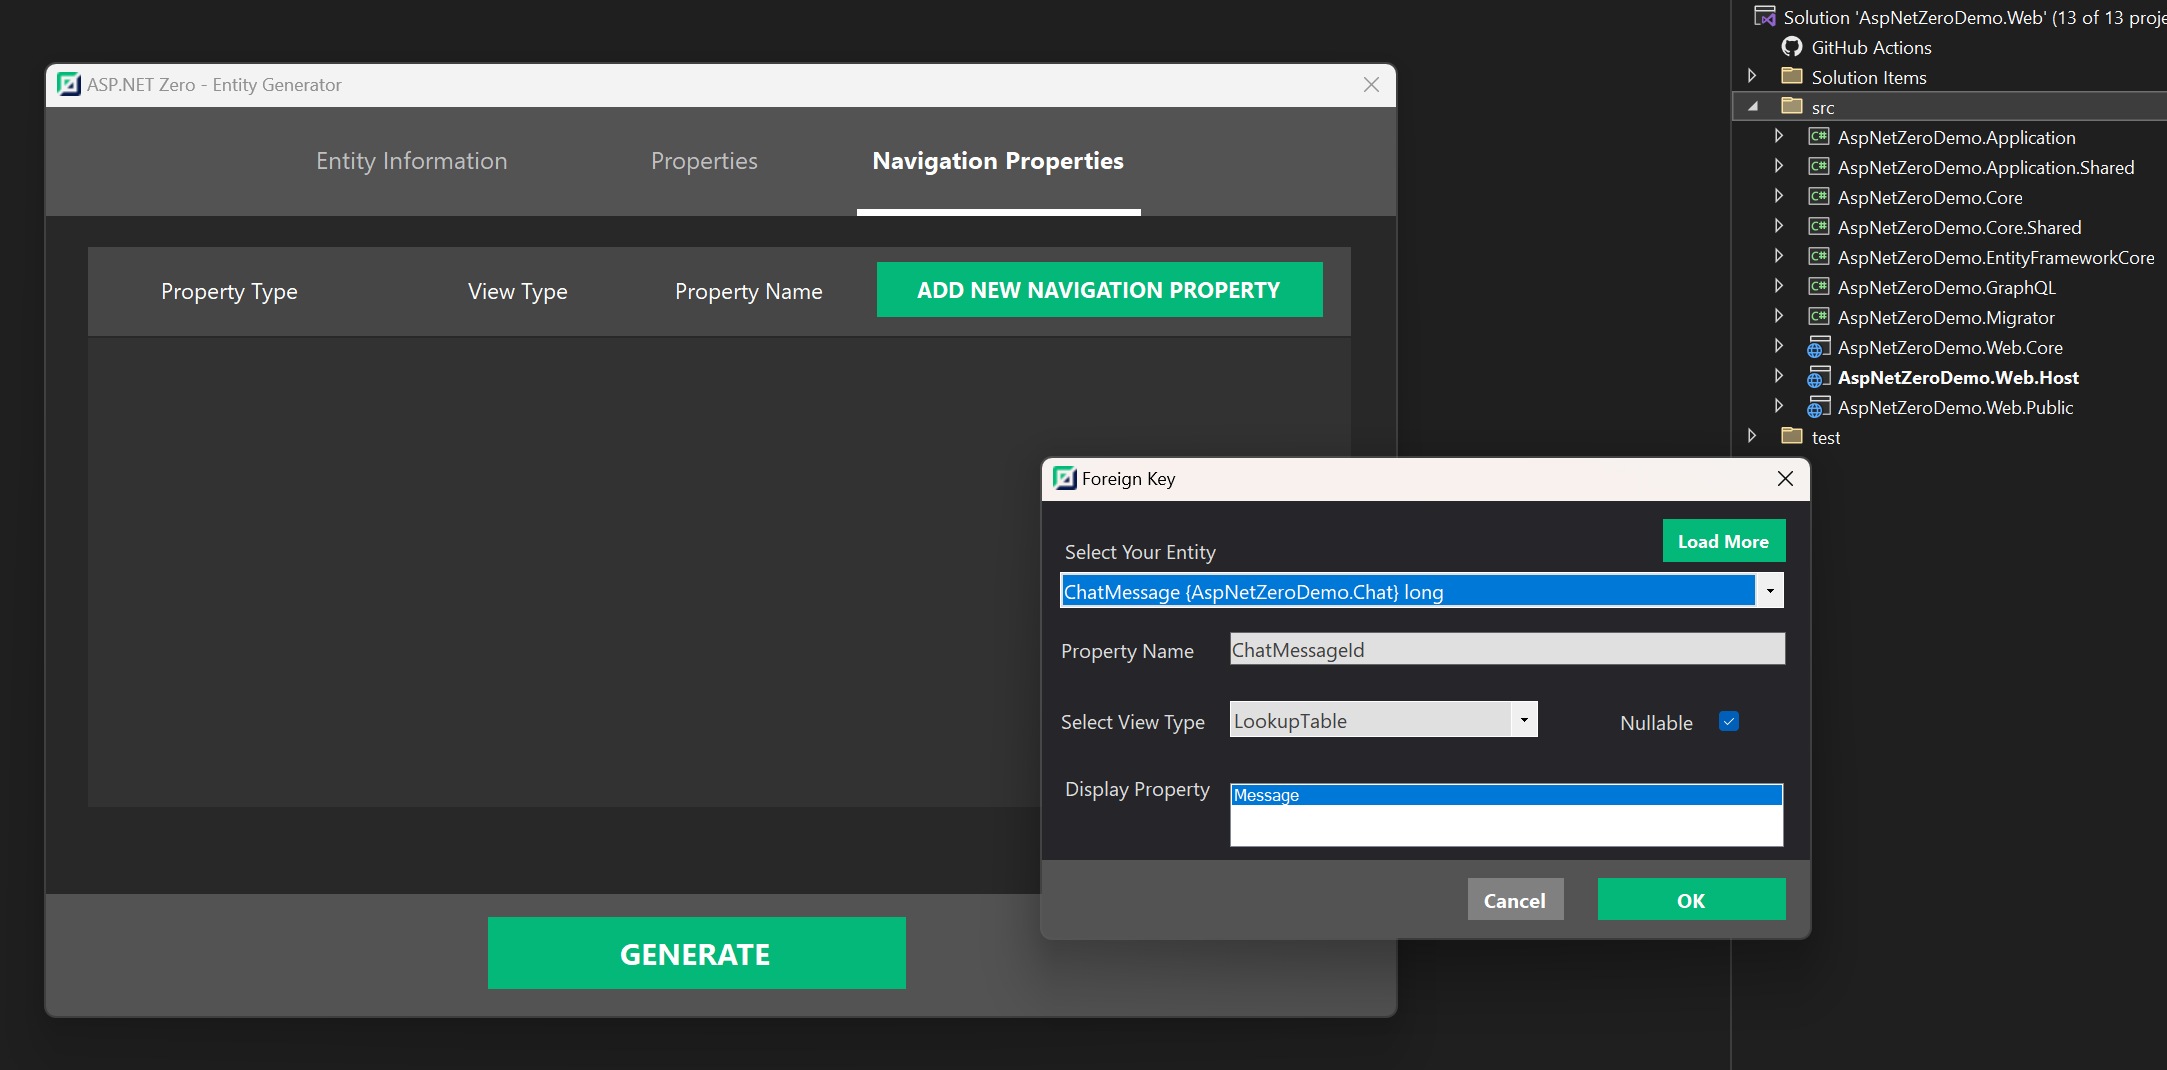 ASP.NET Zero - Entity Generator
Entity Information
Properties
Navigation Properties
Property Type
View Type
Property Name
ADD NEW NAVIGATION PROPERTY
GENERATE
Foreign Key
Load More
Select Your Entity
ChatMessage {AspNetZeroDemo.Chat} long
Property Name
ChatMessageId
Select View Type
LookupTable
Nullable
Display Property
Message
Cancel
OK
Solution 'AspNetZeroDemo.Web' (13 of 13 proje
GitHub Actions
Solution Items
src
C# AspNetZeroDemo.Application
C# AspNetZeroDemo.Application.Shared
C# AspNetZeroDemo.Core
C# AspNetZeroDemo.Core.Shared
C# AspNetZeroDemo.EntityFrameworkCore
C# AspNetZeroDemo.GraphQL
C# AspNetZeroDemo.Migrator
AspNetZeroDemo.Web.Core
AspNetZeroDemo.Web.Host
AspNetZeroDemo.Web.Public
test